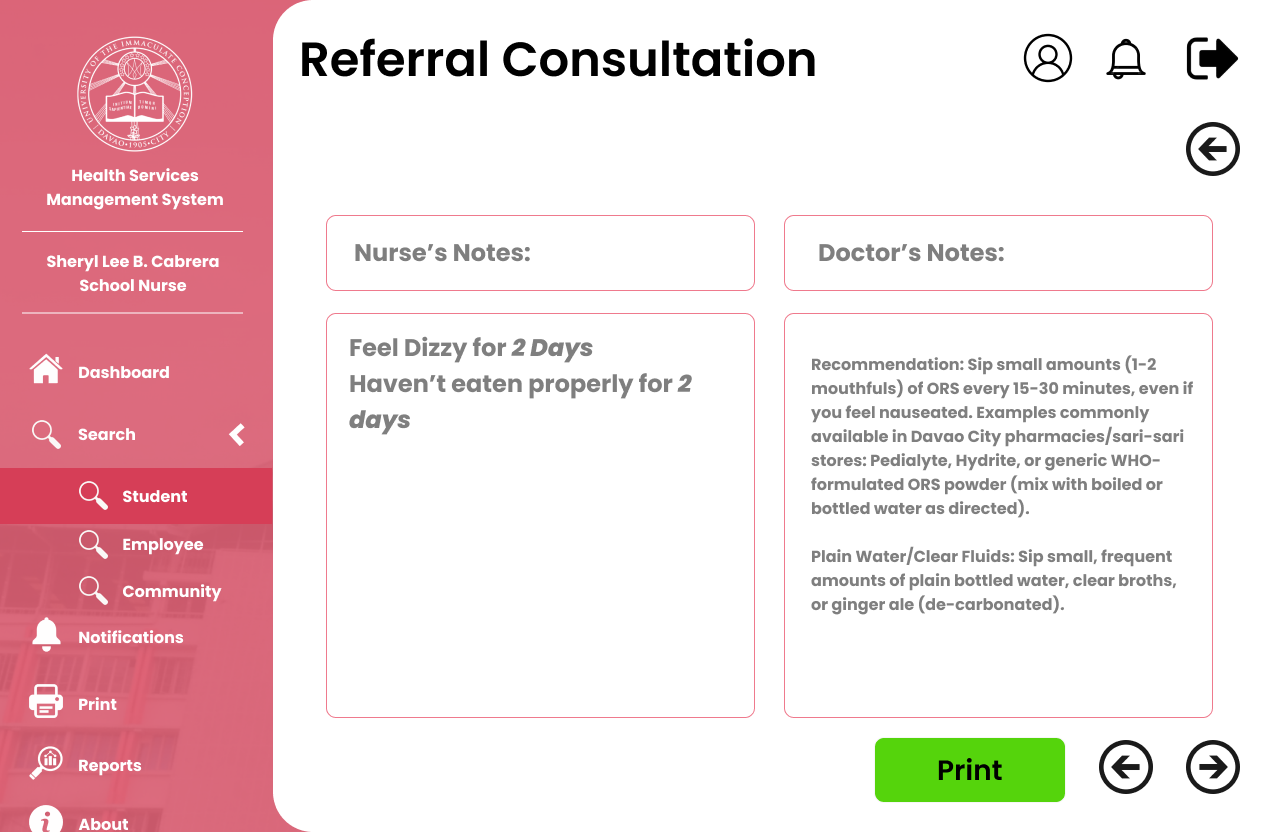 UNIVERSITY OF THE IMMACULATE CONCEPTION
DAVAO • 1905 • CITY
Health Services
Management System
Sheryl Lee B. Cabrera
School Nurse
Dashboard
Search
Student
Employee
Community
Notifications
Print
Reports
About
Referral Consultation
Nurse’s Notes:
Feel Dizzy for 2 Days
Haven’t eaten properly for 2
days
Doctor’s Notes:
Recommendation: Sip small amounts (1-2
mouthfuls) of ORS every 15-30 minutes, even if
you feel nauseated. Examples commonly
available in Davao City pharmacies/sari-sari
stores: Pedialyte, Hydrite, or generic WHO-
formulated ORS powder (mix with boiled or
bottled water as directed).
Plain Water/Clear Fluids: Sip small, frequent
amounts of plain bottled water, clear broths,
or ginger ale (de-carbonated).
Print